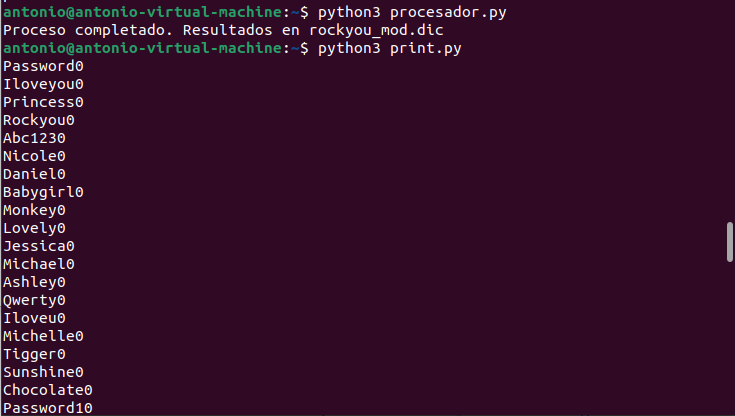 antonio@antonio-virtual-machine:~$ python3 procesador.py
Proceso completado. Resultados en rockyou_mod.dic
antonio@antonio-virtual-machine:~$ python3 print.py
Password0
Iloveyou0
Princess0
Rockyou0
Abc1230
Nicole0
Daniel0
Babygirl0
Monkey0
Lovely0
Jessica0
Michael0
Ashley0
Qwerty0
Iloveu0
Michelle0
Tigger0
Sunshine0
Chocolate0
Password10